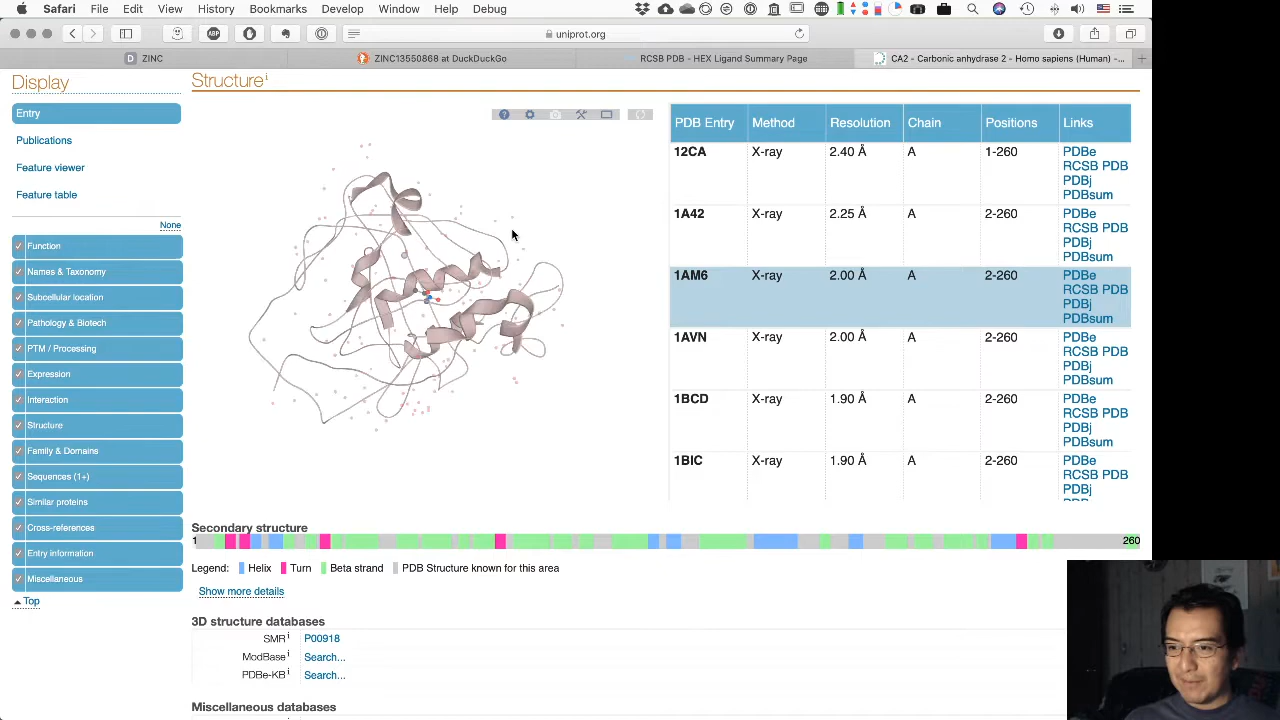 Safari File Edit View History Bookmarks Develop Window Help Debug
ABP
uniprot.org
ZINC
ZINC13550868 at DuckDuckGo
RCSB PDB - HEX Ligand Summary Page
CA2 - Carbonic anhydrase 2 - Homo sapiens (Human) -...
Display
Entry
Publications
Feature viewer
Feature table
None
Function
Names & Taxonomy
Subcellular location
Pathology & Biotech
PTM / Processing
Expression
Interaction
Structure
Family & Domains
Sequences (1+)
Similar proteins
Cross-references
Entry information
Miscellaneous
Top
Structure i
PDB Entry Method Resolution Chain Positions Links
12CA X-ray 2.40 Å A 1-260 PDBe
RCSB PDB
PDBj
PDBsum
1A42 X-ray 2.25 Å A 2-260 PDBe
RCSB PDB
PDBj
PDBsum
1AM6 X-ray 2.00 Å A 2-260 PDBe
RCSB PDB
PDBj
PDBsum
1AVN X-ray 2.00 Å A 2-260 PDBe
RCSB PDB
PDBj
PDBsum
1BCD X-ray 1.90 Å A 2-260 PDBe
RCSB PDB
PDBj
PDBsum
1BIC X-ray 1.90 Å A 2-260 PDBe
RCSB PDB
PDBj
Secondary structure
1 260
Legend: Helix Turn Beta strand PDB Structure known for this area
Show more details
3D structure databases
SMR i P00918
ModBase i Search...
PDBe-KB i Search...
Miscellaneous databases